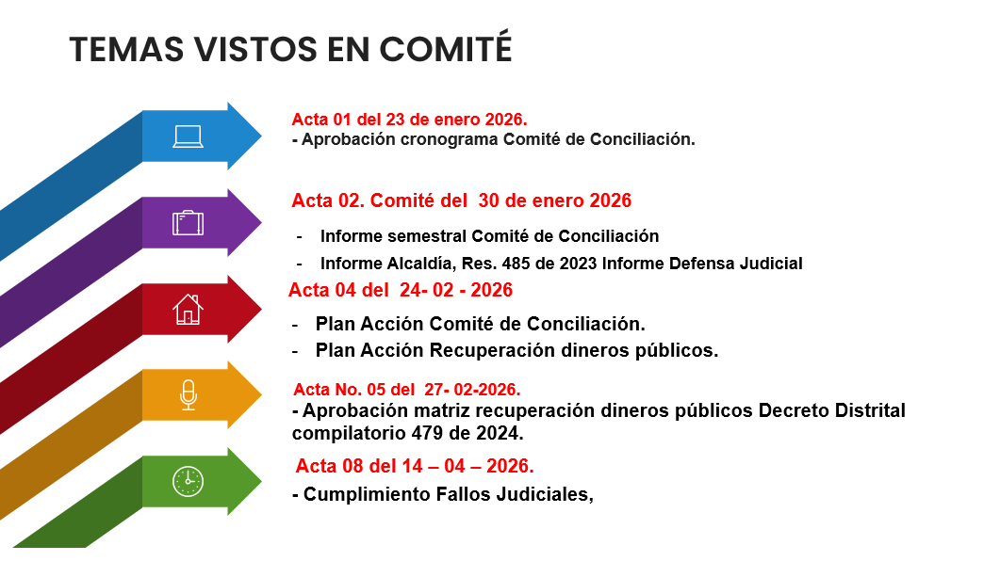 TEMAS VISTOS EN COMITÉ
Acta 01 del 23 de enero 2026.
- Aprobación cronograma Comité de Conciliación.
Acta 02. Comité del  30 de enero 2026
- Informe semestral Comité de Conciliación
- Informe Alcaldía, Res. 485 de 2023 Informe Defensa Judicial
Acta 04 del  24- 02 - 2026
- Plan Acción Comité de Conciliación.
- Plan Acción Recuperación dineros públicos.
Acta No. 05 del  27- 02-2026.
- Aprobación matriz recuperación dineros públicos Decreto Distrital
compilatorio 479 de 2024.
Acta 08 del 14 – 04 – 2026.
- Cumplimiento Fallos Judiciales,